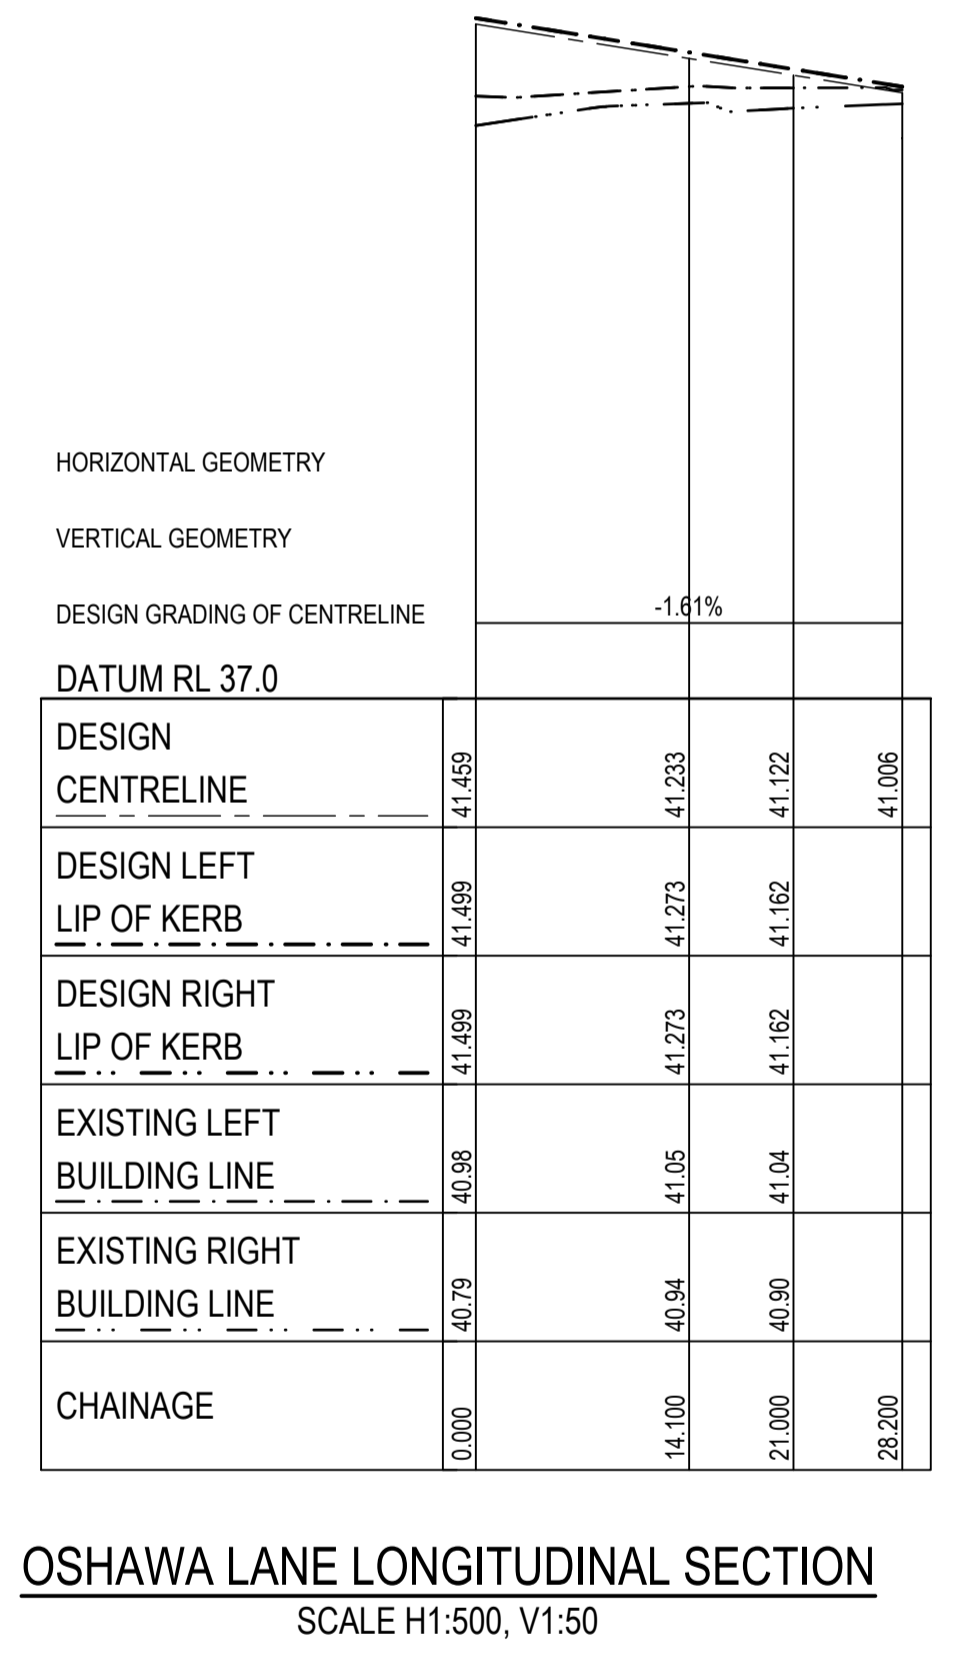 HORIZONTAL GEOMETRY
VERTICAL GEOMETRY
DESIGN GRADING OF CENTRELINE
-1.61%
DATUM RL 37.0
DESIGN
CENTRELINE
41.459
41.233
41.122
41.006
DESIGN LEFT
LIP OF KERB
41.499
41.273
41.162
DESIGN RIGHT
LIP OF KERB
41.499
41.273
41.162
EXISTING LEFT
BUILDING LINE
40.98
41.05
41.04
EXISTING RIGHT
BUILDING LINE
40.79
40.94
40.90
CHAINAGE
0.000
14.100
21.000
28.200
OSHAWA LANE LONGITUDINAL SECTION
SCALE H1:500, V1:50